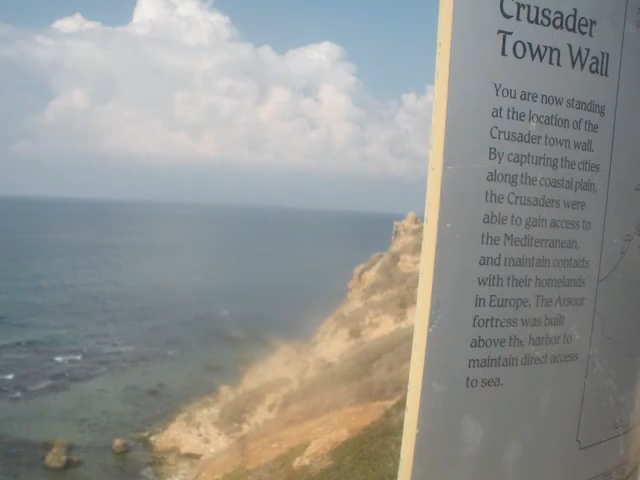 Crusader
Town Wall
You are now standing
at the location of the
Crusader town wall.
By capturing the cities
along the coastal plain,
the Crusaders were
able to gain access to
the Mediterranean,
and maintain contacts
with their homelands
in Europe. The Arsour
fortress was built
above the harbor to
maintain direct access
to sea.